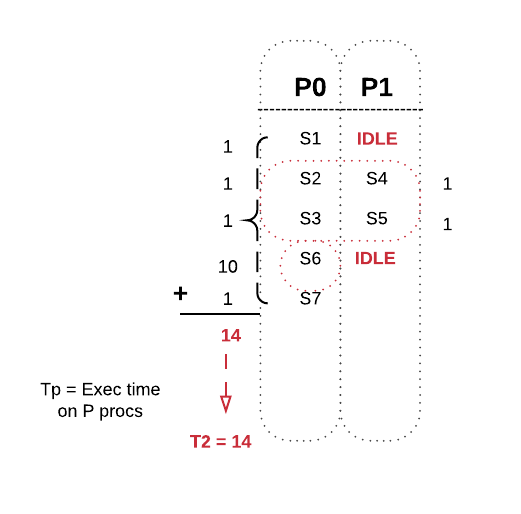 P0 P1
1 S1 IDLE
1 S2 S4 1
1 S3 S5 1
10 S6 IDLE
+ 1 S7
14
Tp = Exec time
on P procs
T2 = 14